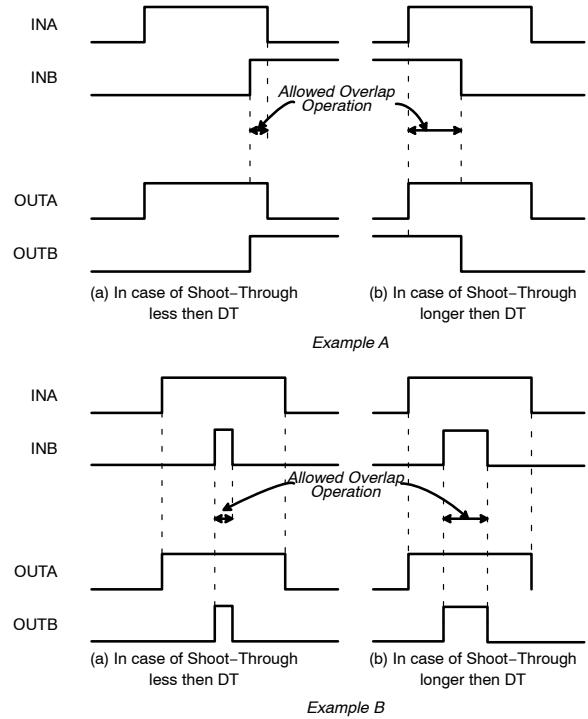 INA
INB
Allowed Overlap
Operation
OUTA
OUTB
(a) In case of Shoot−Through
less then DT
(b) In case of Shoot−Through
longer then DT
Example A
INA
INB
Allowed Overlap
Operation
OUTA
OUTB
(a) In case of Shoot−Through
less then DT
(b) In case of Shoot−Through
longer then DT
Example B